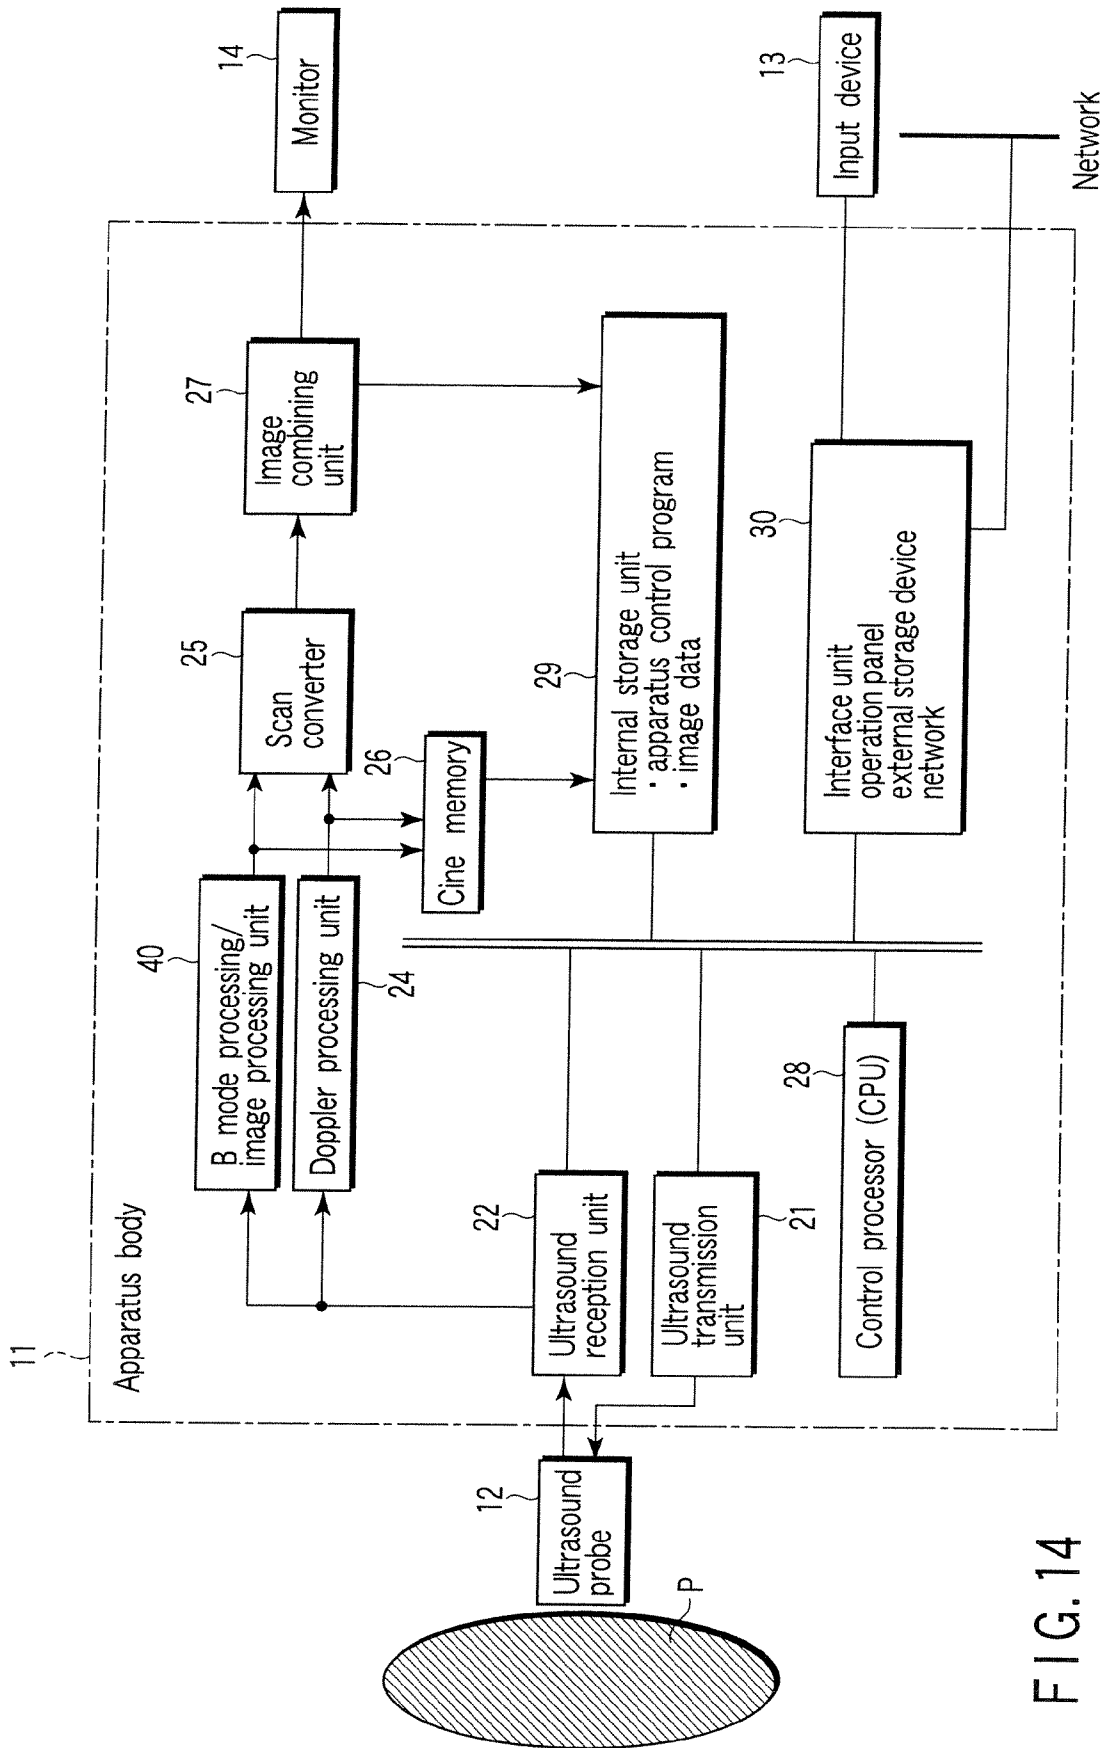 11
Apparatus body
14
Monitor
40
B mode processing/
image processing unit
25
Scan
converter
27
Image
combining
unit
24
Doppler processing unit
26
Cine memory
12
Ultrasound
probe
P
22
Ultrasound
reception unit
21
Ultrasound
transmission
unit
29
Internal storage unit
: apparatus control program
· image data
28
Control processor (CPU)
30
Interface unit
operation panel
external storage device
network
13
Input device
Network
FIG. 14